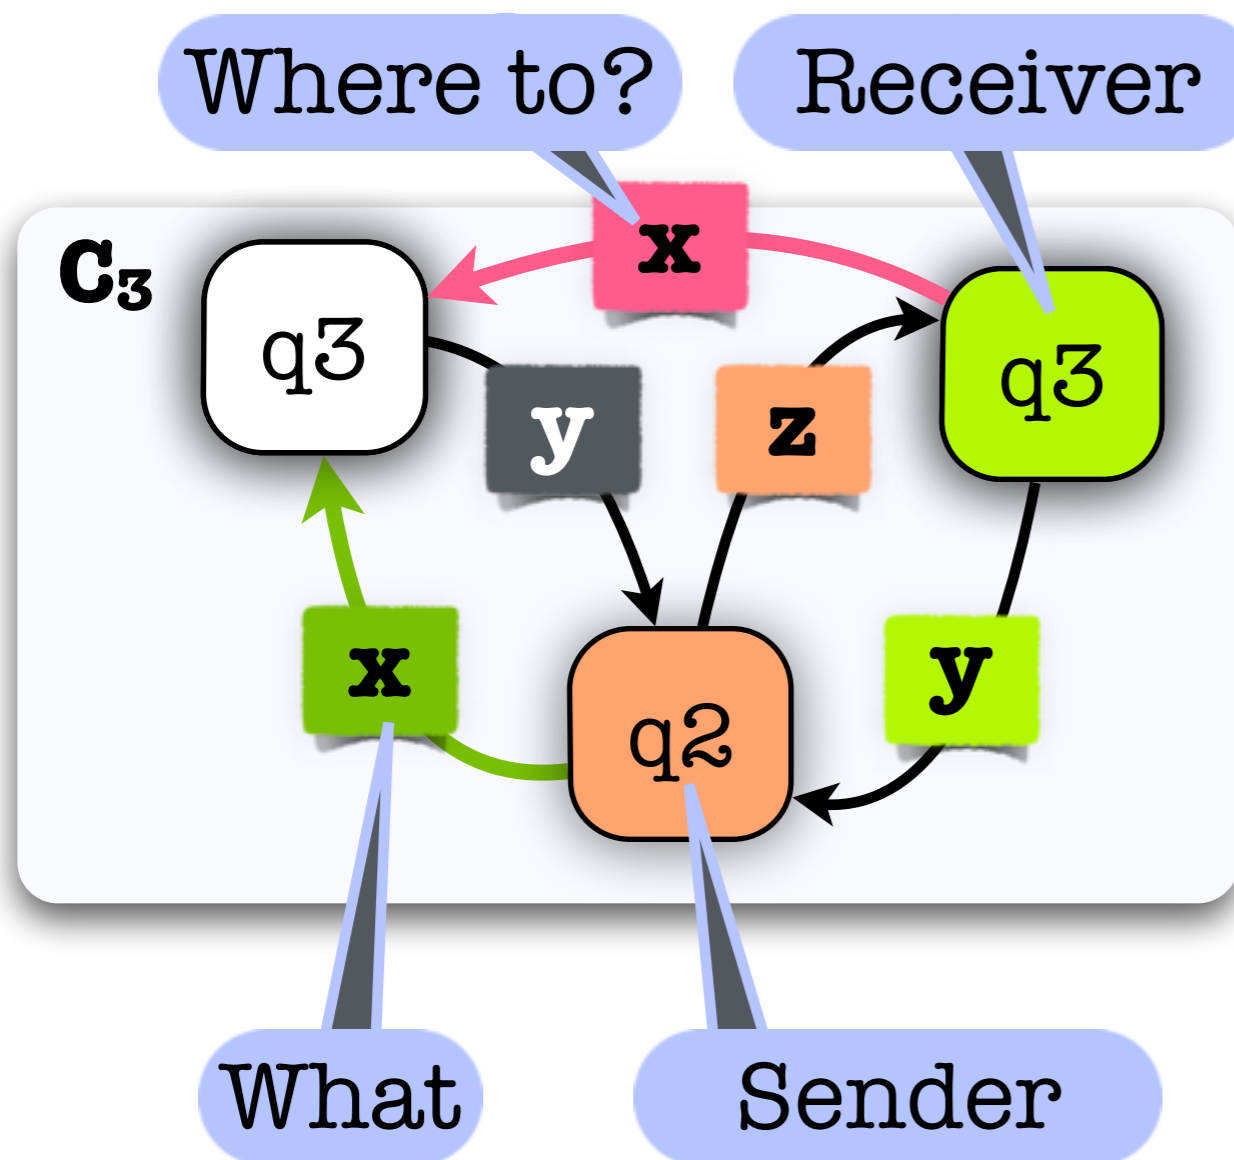 Where to?
Receiver
x
C₃
q3
q3
y
z
x
y
q2
What
Sender